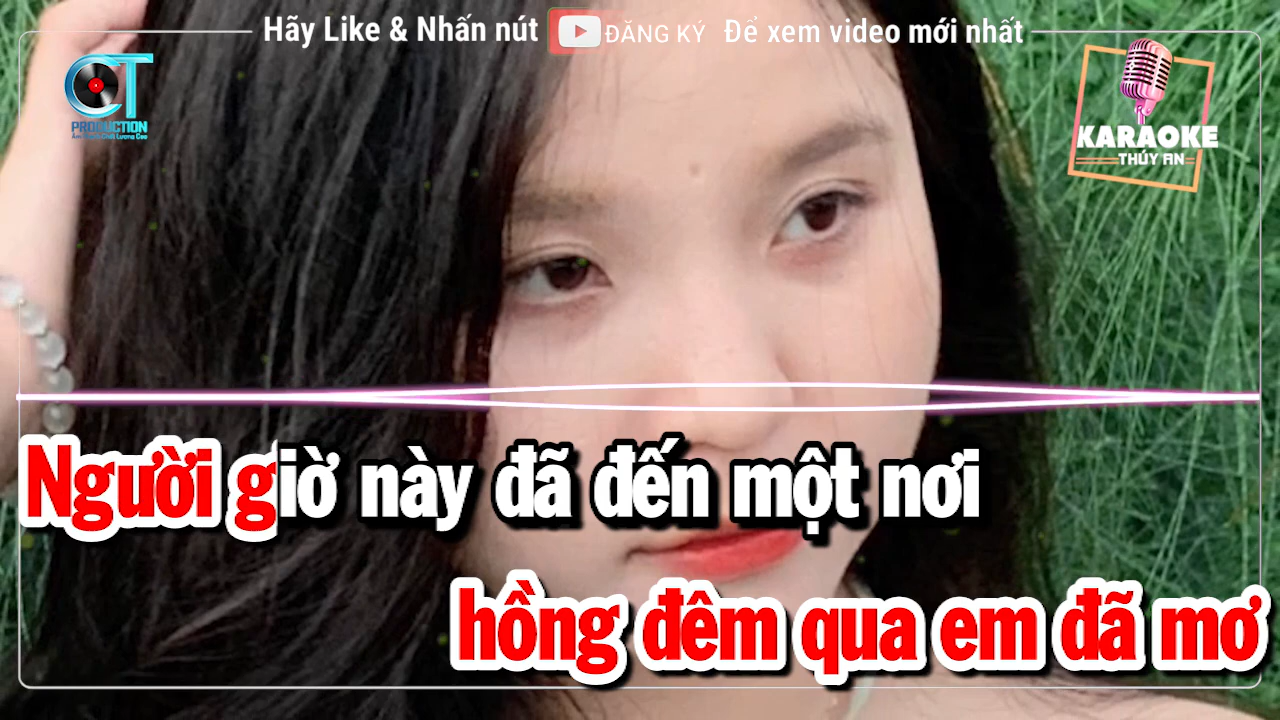 Hãy Like & Nhấn nút ĐĂNG KÝ Để xem video mới nhất
CT
PRODUCTION
KARAOKE
THÚY AN
Người giờ này đã đến một nơi
hồng đêm qua em đã mơ